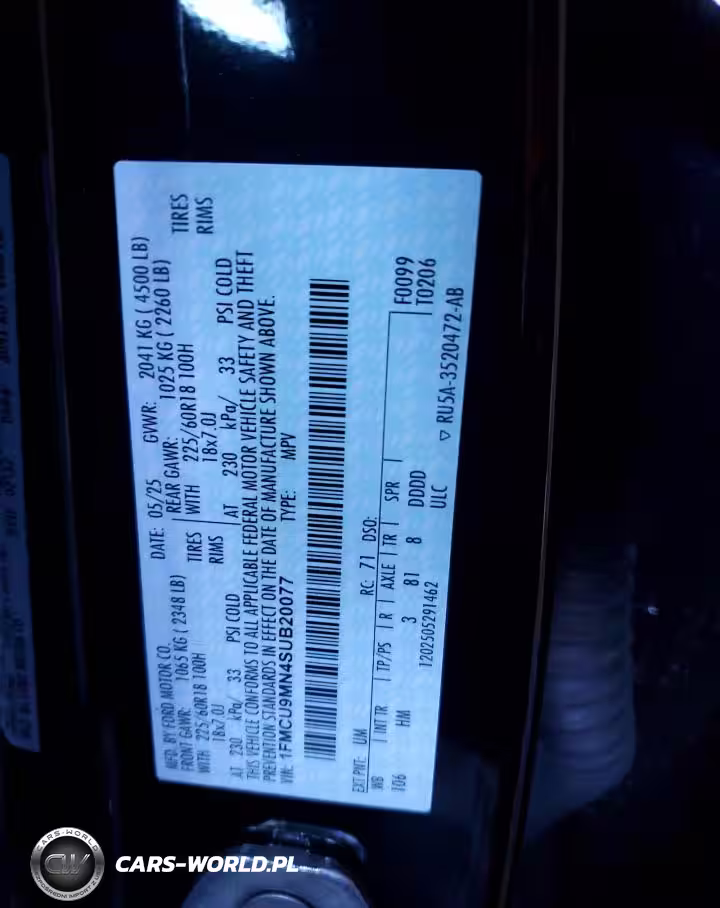 MFD. BY FORD MOTOR CO.
DATE: 05/25 GVWR: 2041 KG ( 4500 LB)
FRONT GAWR: 1065 KG ( 2348 LB) REAR GAWR: 1025 KG ( 2260 LB)
WITH 225/60R18 100H TIRES WITH 225/60R18 100H TIRES
18x7.0J RIMS 18x7.0J RIMS
AT 230 kPa/ 33 PSI COLD AT 230 kPa/ 33 PSI COLD
THIS VEHICLE CONFORMS TO ALL APPLICABLE FEDERAL MOTOR VEHICLE SAFETY AND THEFT
PREVENTION STANDARDS IN EFFECT ON THE DATE OF MANUFACTURE SHOWN ABOVE.
VIN: 1FMCU9MN4SUB20077 TYPE: MPV
EXT PNT: UM RC: 71 DSO: F0099
WB INT TR TP/PS R AXLE TR SPR T0206
106 HM 3 81 8 DDDD
1202505291462 ULC ▽ RU5A-3520472-AB
CARS-WORLD
CW
CARS-WORLD.PL